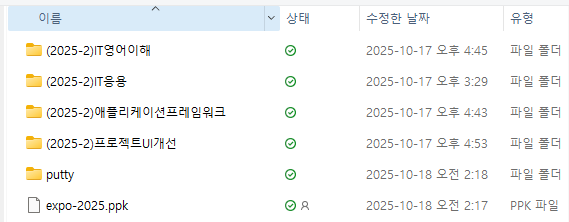 이름 상태 수정한 날짜 유형
(2025-2)IT영어이해 2025-10-17 오후 4:45 파일 폴더
(2025-2)IT응용 2025-10-17 오후 3:29 파일 폴더
(2025-2)애플리케이션프레임워크 2025-10-17 오후 4:43 파일 폴더
(2025-2)프로젝트UI개선 2025-10-17 오후 4:53 파일 폴더
putty 2025-10-18 오전 2:18 파일 폴더
expo-2025.ppk 2025-10-18 오전 2:17 PPK 파일